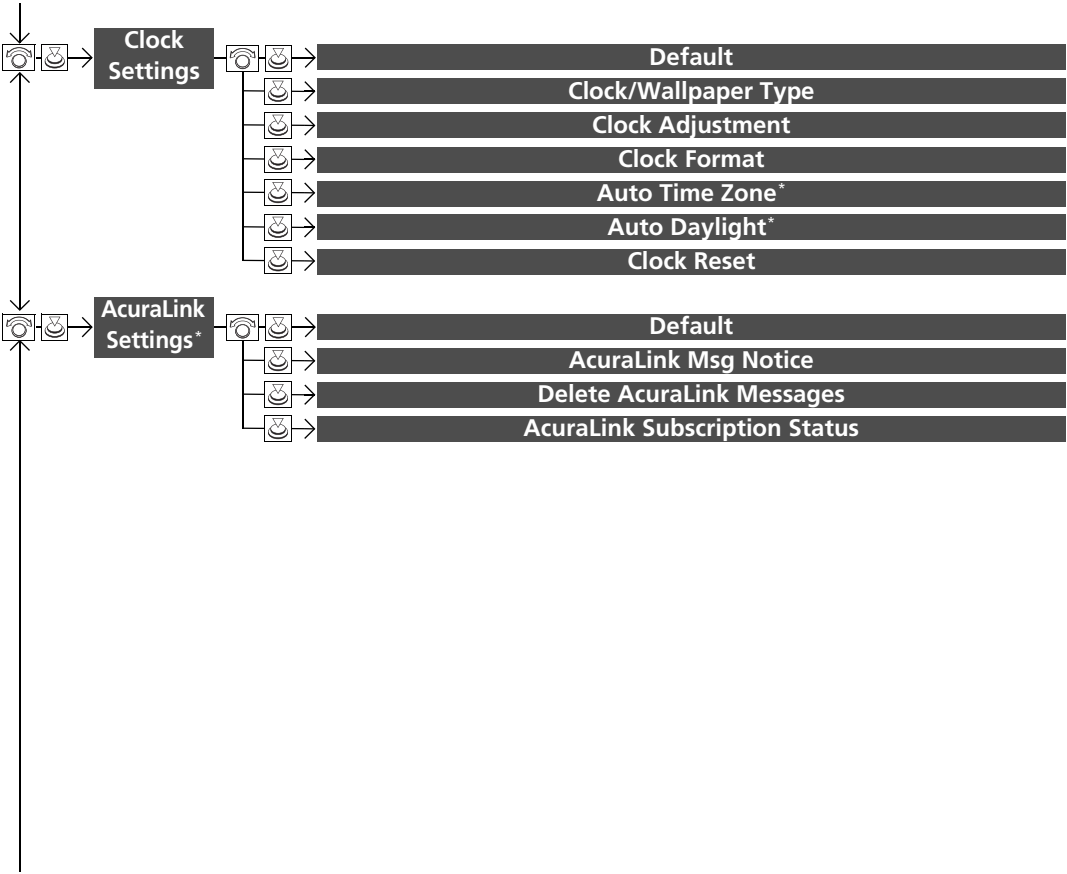 Clock
Settings
Default
Clock/Wallpaper Type
Clock Adjustment
Clock Format
Auto Time Zone*
Auto Daylight*
Clock Reset
AcuraLink
Settings*
Default
AcuraLink Msg Notice
Delete AcuraLink Messages
AcuraLink Subscription Status